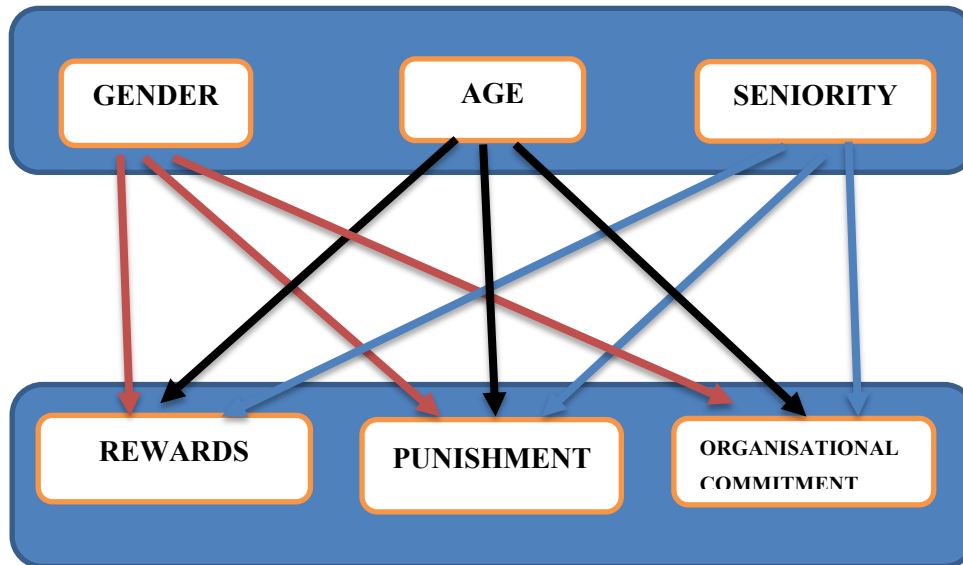 GENDER
AGE
SENIORITY
REWARDS
PUNISHMENT
ORGANISATIONAL
COMMITMENT